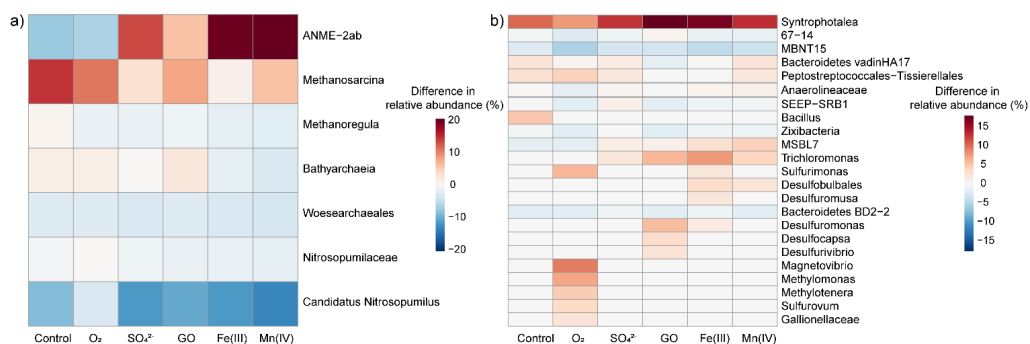 a)
ANME−2ab
Methanosarcina
Methanoregula
Bathyarchaeia
Woesearchaeales
Nitrosopumilaceae
Candidatus Nitrosopumilus
Control O₂ SO₄²⁻ GO Fe(III) Mn(IV)
Difference in
relative abundance (%)
20
10
0
−10
−20
b)
Syntrophotalea
67−14
MBNT15
Bacteroidetes vadinHA17
Peptostreptococcales−Tissierellales
Anaerolineaceae
SEEP−SRB1
Bacillus
Zixibacteria
MSBL7
Trichloromonas
Sulfurimonas
Desulfobulbales
Desulfuromusa
Bacteroidetes BD2−2
Desulfuromonas
Desulfocapsa
Desulfurivibrio
Magnetovibrio
Methylomonas
Methylotenera
Sulfurovum
Gallionellaceae
Control O₂ SO₄²⁻ GO Fe(III) Mn(IV)
Difference in
relative abundance (%)
15
10
5
0
−5
−10
−15